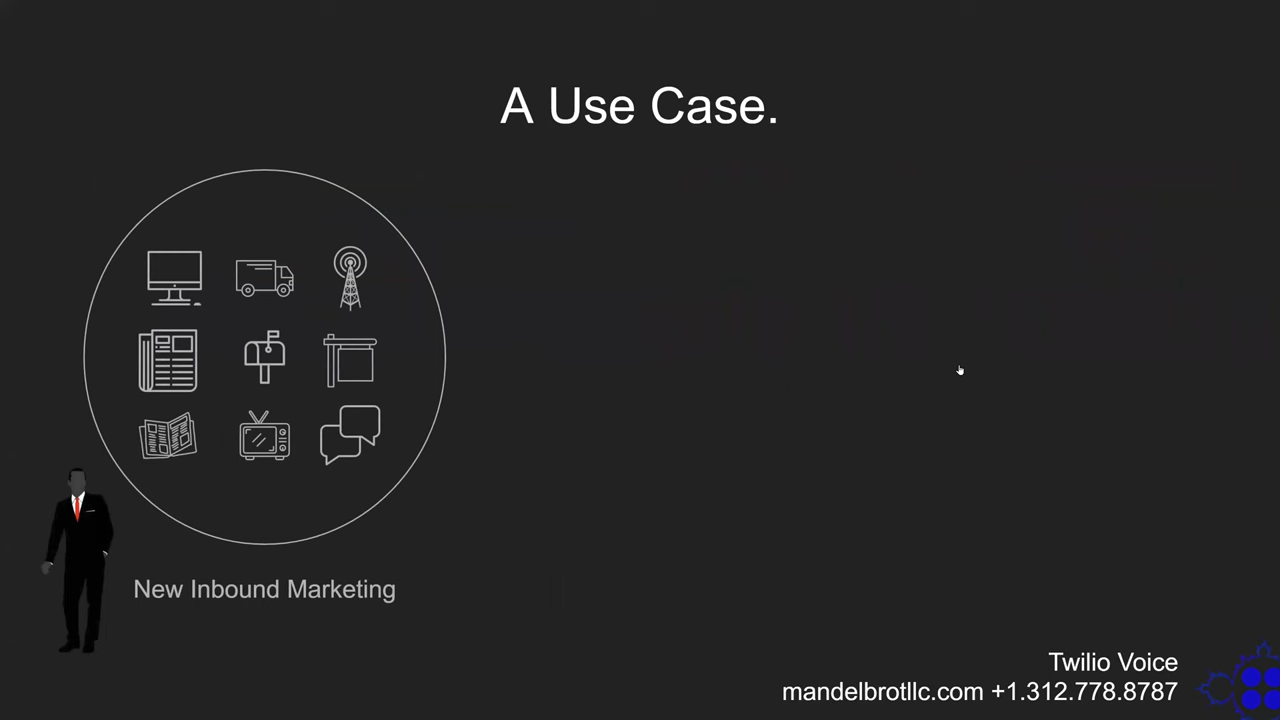 A Use Case.
New Inbound Marketing
Twilio Voice
mandelbrotllc.com +1.312.778.8787